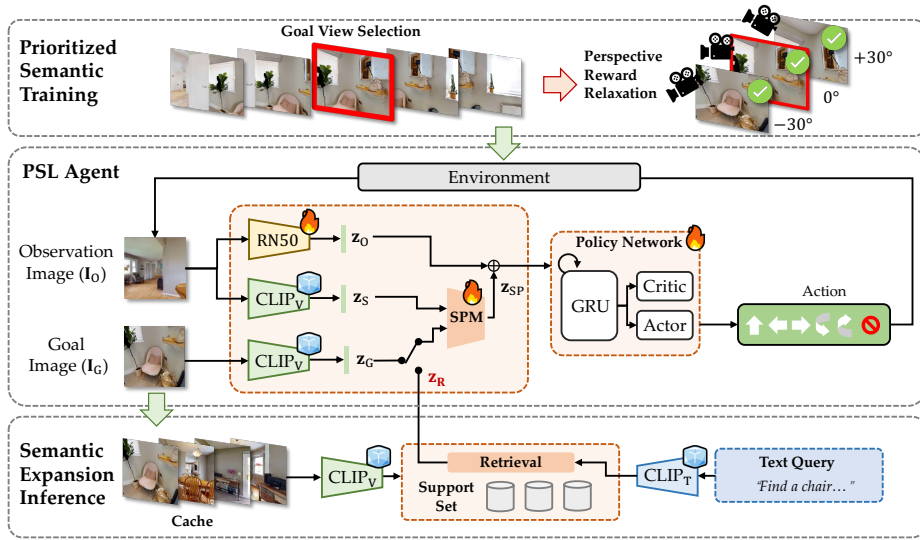 Prioritized
Semantic
Training
Goal View Selection
Perspective
Reward
Relaxation
+30°
0°
−30°
PSL Agent
Environment
Observation
Image (I_O)
RN50
z_O
CLIP_V
z_S
SPM
z_SP
Goal
Image (I_G)
CLIP_V
z_G
z_R
Policy Network
GRU
Critic
Actor
Action
Semantic
Expansion
Inference
Cache
CLIP_V
Retrieval
Support
Set
CLIP_T
Text Query
"Find a chair… "